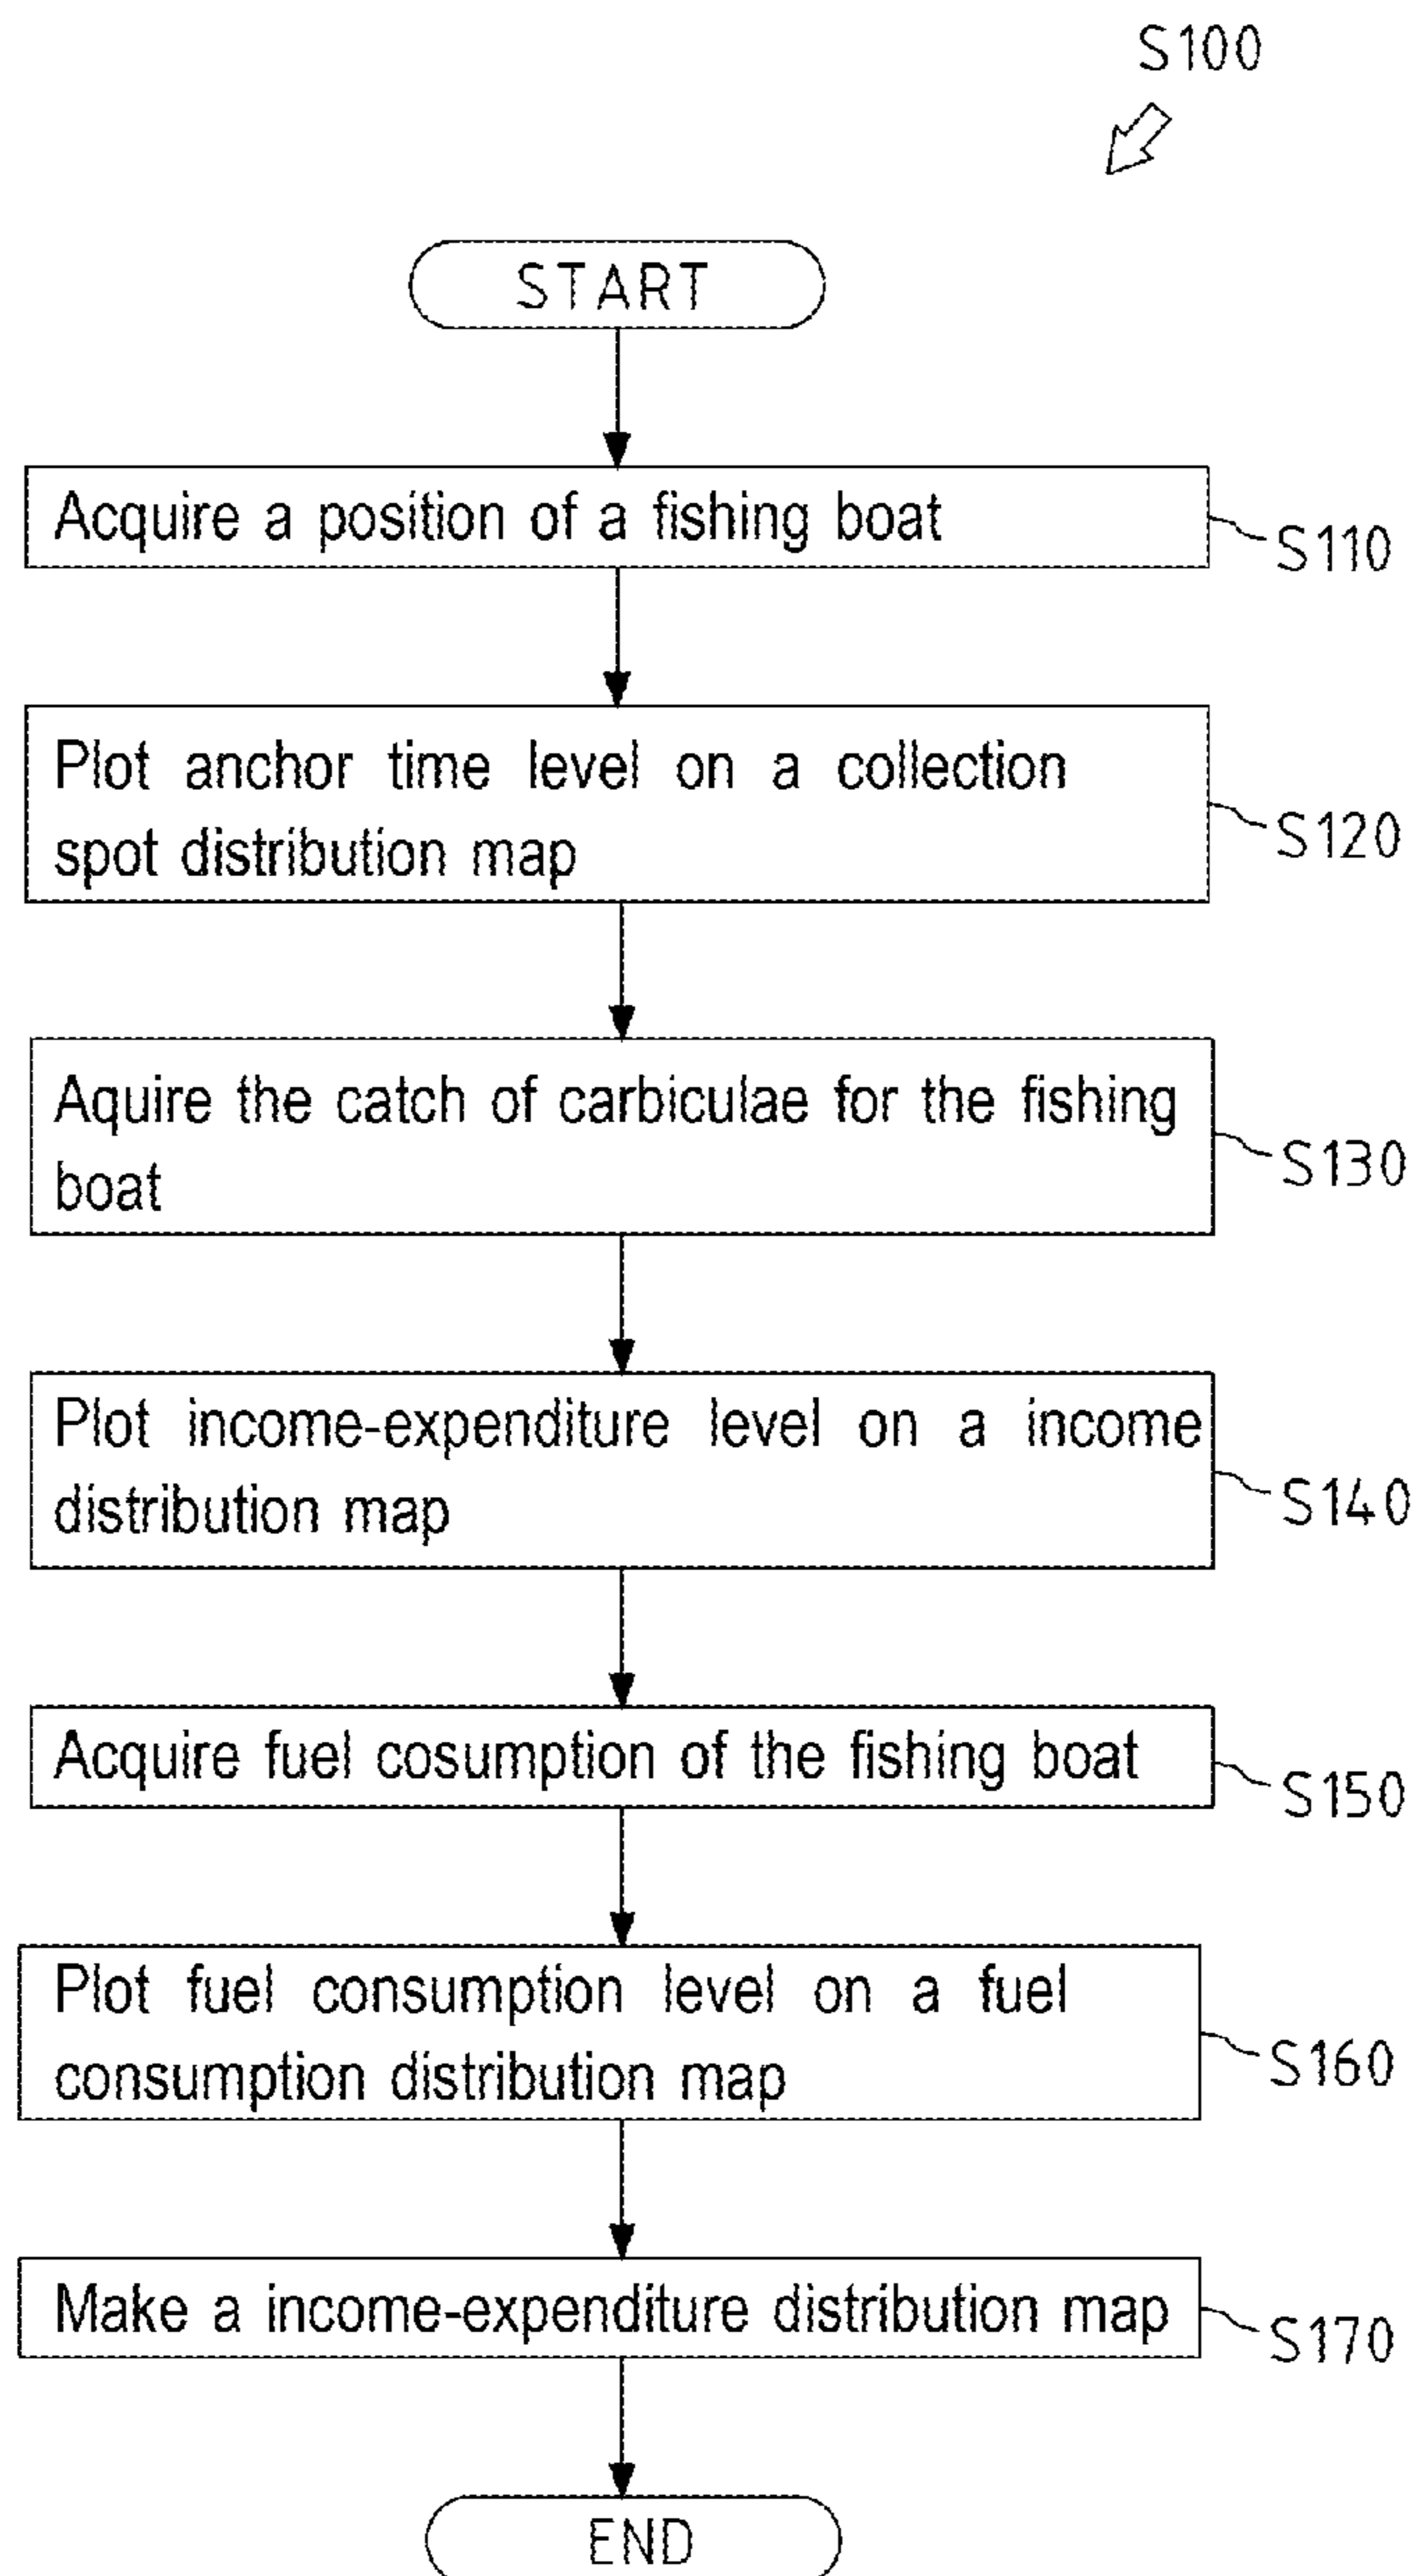 S100
START
Acquire a position of a fishing boat
S110
Plot anchor time level on a collection
spot distribution map
S120
Aquire the catch of carbiculae for the fishing
boat
S130
Plot income-expenditure level on a income
distribution map
S140
Acquire fuel cosumption of the fishing boat
S150
Plot fuel consumption level on a fuel
consumption distribution map
S160
Make a income-expenditure distribution map
S170
END